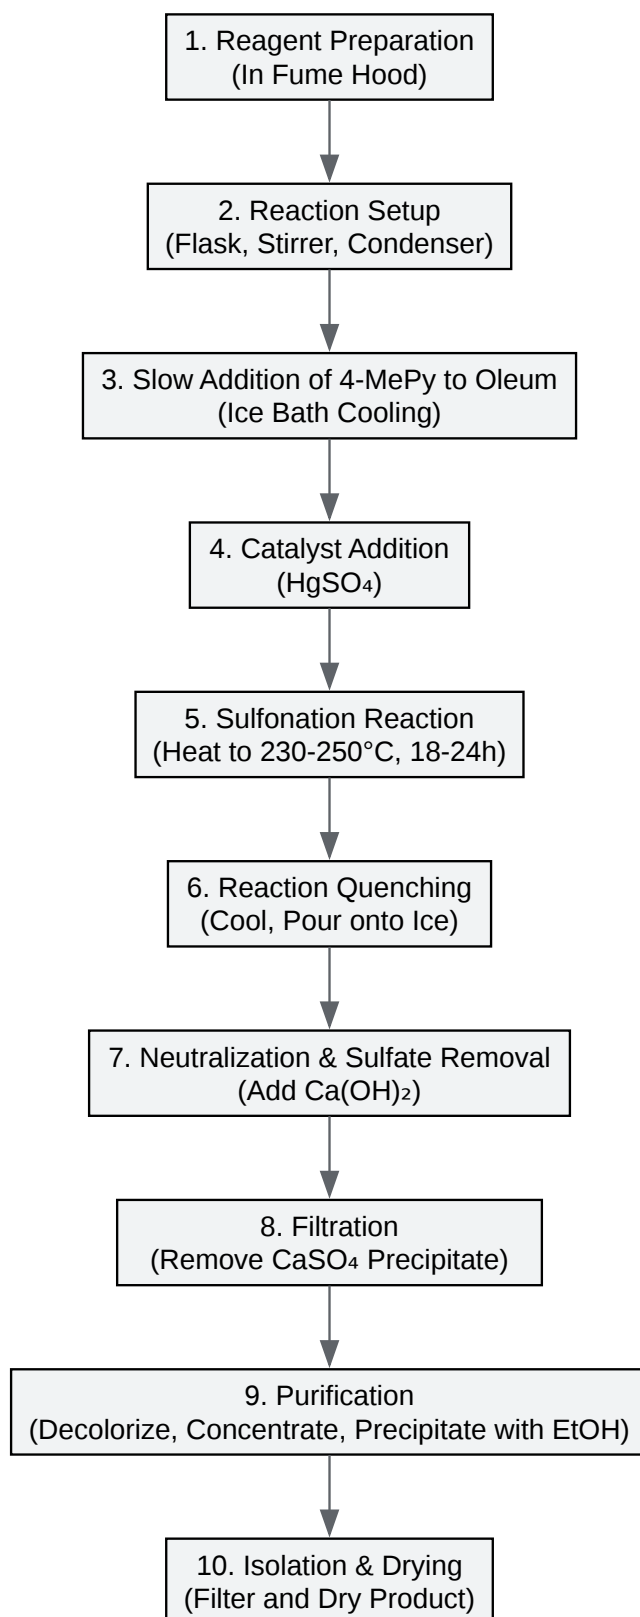 1. Reagent Preparation
(In Fume Hood)
2. Reaction Setup
(Flask, Stirrer, Condenser)
3. Slow Addition of 4-MePy to Oleum
(Ice Bath Cooling)
4. Catalyst Addition
(HgSO₄)
5. Sulfonation Reaction
(Heat to 230-250°C, 18-24h)
6. Reaction Quenching
(Cool, Pour onto Ice)
7. Neutralization & Sulfate Removal
(Add Ca(OH)₂)
8. Filtration
(Remove CaSO₄ Precipitate)
9. Purification
(Decolorize, Concentrate, Precipitate with EtOH)
10. Isolation & Drying
(Filter and Dry Product)